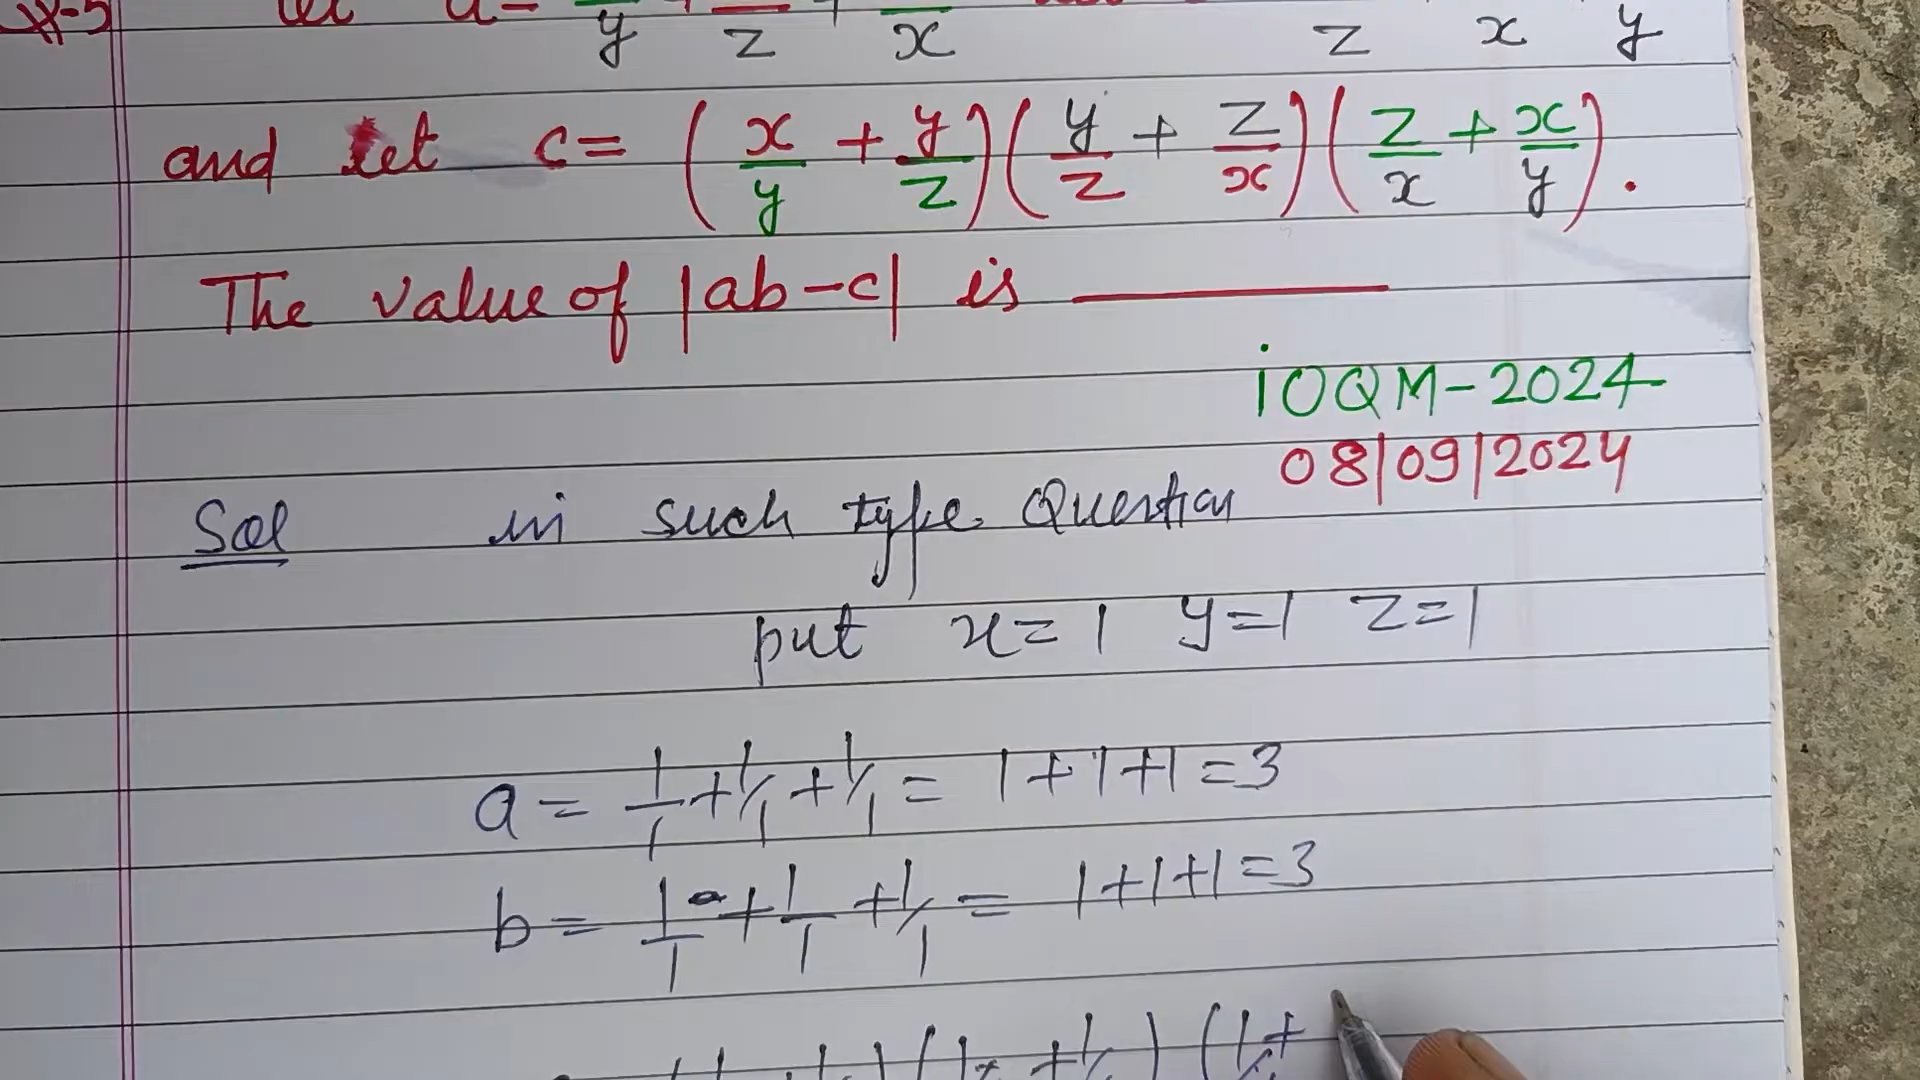 let a=
y z x z x y
and let c= (x/y + y/z)(y/z + z/x)(z/x + x/y).
The value of |ab-c| is ______
iOQM-2024
08/09/2024
Sol in such type Question
put x=1 y=1 z=1
a = 1/1 + 1/1 + 1/1 = 1+1+1=3
b = 1/1 + 1/1 + 1/1 = 1+1+1=3